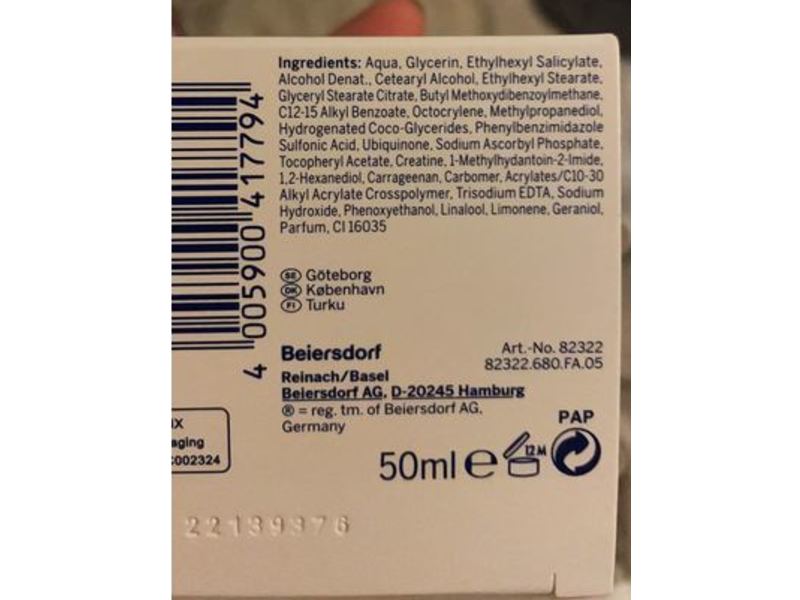 Ingredients: Aqua, Glycerin, Ethylhexyl Salicylate,
Alcohol Denat., Cetearyl Alcohol, Ethylhexyl Stearate,
Glyceryl Stearate Citrate, Butyl Methoxydibenzoylmethane,
C12-15 Alkyl Benzoate, Octocrylene, Methylpropanediol,
Hydrogenated Coco-Glycerides, Phenylbenzimidazole
Sulfonic Acid, Ubiquinone, Sodium Ascorbyl Phosphate,
Tocopheryl Acetate, Creatine, 1-Methylhydantoin-2-Imide,
1,2-Hexanediol, Carrageenan, Carbomer, Acrylates/C10-30
Alkyl Acrylate Crosspolymer, Trisodium EDTA, Sodium
Hydroxide, Phenoxyethanol, Linalool, Limonene, Geraniol,
Parfum, CI 16035
4 005900 417794
SE Göteborg
DK København
FI Turku
Beiersdorf
Reinach/Basel
Beiersdorf AG, D-20245 Hamburg
® = reg. tm. of Beiersdorf AG,
Germany
Art.-No. 82322
82322.680.FA.05
IX
aging
C002324
50ml e
12M
PAP
22139376